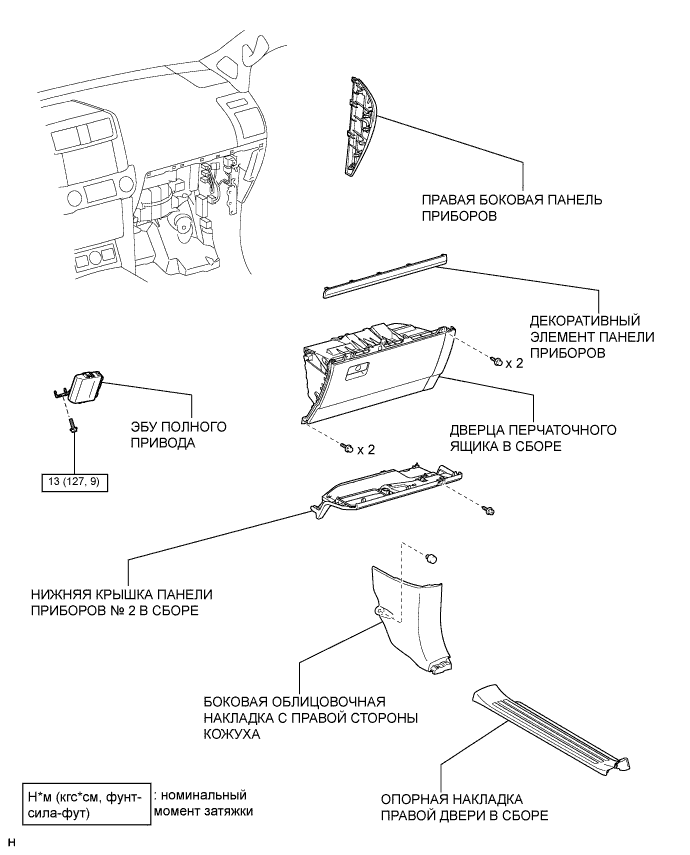 ПРАВАЯ БОКОВАЯ ПАНЕЛЬ
ПРИБОРОВ
ДЕКОРАТИВНЫЙ
ЭЛЕМЕНТ ПАНЕЛИ
ПРИБОРОВ
x 2
ЭБУ ПОЛНОГО
ПРИВОДА
ДВЕРЦА ПЕРЧАТОЧНОГО
ЯЩИКА В СБОРЕ
x 2
13 (127, 9)
НИЖНЯЯ КРЫШКА ПАНЕЛИ
ПРИБОРОВ № 2 В СБОРЕ
БОКОВАЯ ОБЛИЦОВОЧНАЯ
НАКЛАДКА С ПРАВОЙ СТОРОНЫ
КОЖУХА
Н*м (кгс*см, фунт-
сила-фут)
: номинальный
момент затяжки
ОПОРНАЯ НАКЛАДКА
ПРАВОЙ ДВЕРИ В СБОРЕ
H